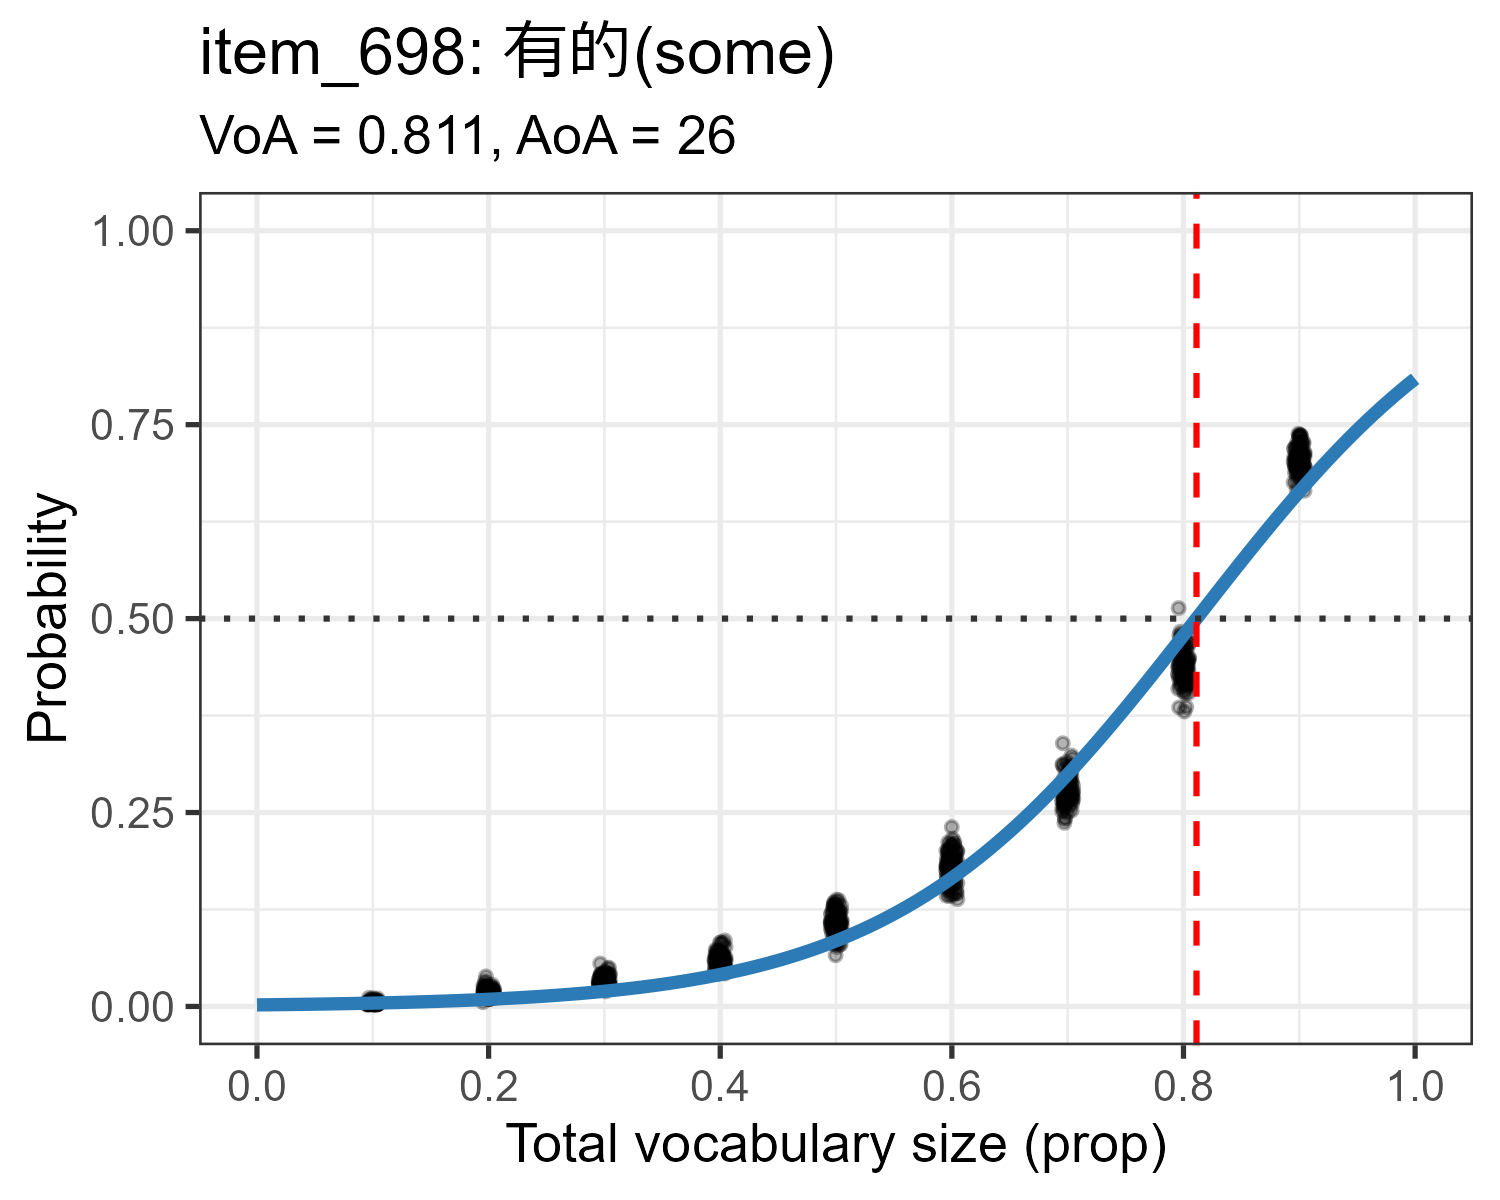 item_698: 有的(some)
VoA = 0.811, AoA = 26
1.00
0.75
0.50
0.25
0.00
Probability
0.0 0.2 0.4 0.6 0.8 1.0
Total vocabulary size (prop)